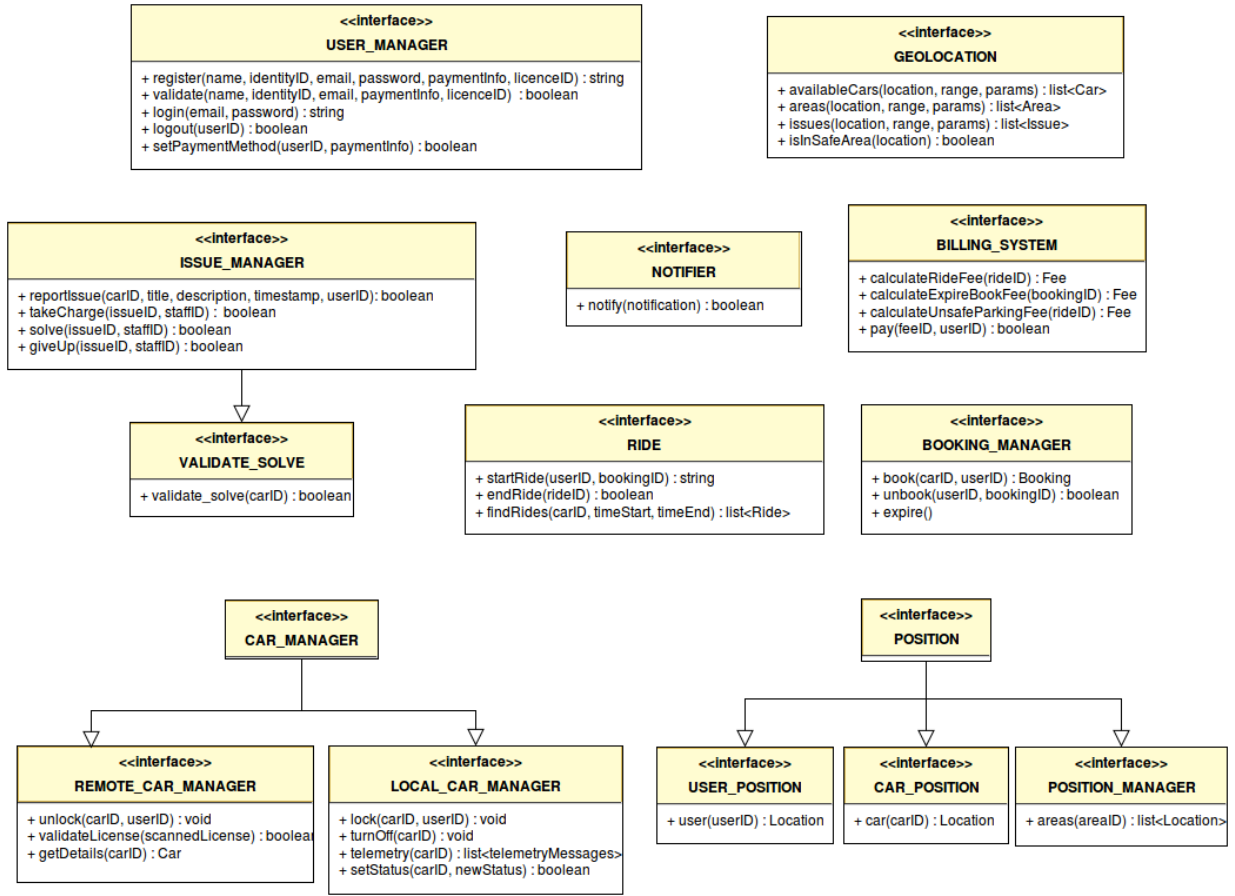 <<interface>>
USER_MANAGER
+ register(name, identityID, email, password, paymentInfo, licenceID) : string
+ validate(name, identityID, email, paymentInfo, licenceID)  : boolean
+ login(email, password) : string
+ logout(userID) : boolean
+ setPaymentMethod(userID, paymentInfo) : boolean
<<interface>>
GEOLOCATION
+ availableCars(location, range, params) : list<Car>
+ areas(location, range, params) : list<Area>
+ issues(location, range, params) : list<Issue>
+ isInSafeArea(location) : boolean
<<interface>>
ISSUE_MANAGER
+ reportIssue(carID, title, description, timestamp, userID): boolean
+ takeCharge(issueID, staffID) :  boolean
+ solve(issueID, staffID) : boolean
+ giveUp(issueID, staffID) : boolean
<<interface>>
NOTIFIER
+ notify(notification) : boolean
<<interface>>
BILLING_SYSTEM
+ calculateRideFee(rideID) : Fee
+ calculateExpireBookFee(bookingID) : Fee
+ calculateUnsafeParkingFee(rideID) : Fee
+ pay(feeID, userID) : boolean
<<interface>>
VALIDATE_SOLVE
+ validate_solve(carID) : boolean
<<interface>>
RIDE
+ startRide(userID, bookingID) : string
+ endRide(rideID) : boolean
+ findRides(carID, timeStart, timeEnd) : list<Ride>
<<interface>>
BOOKING_MANAGER
+ book(carID, userID) : Booking
+ unbook(userID, bookingID) : boolean
+ expire()
<<interface>>
CAR_MANAGER
<<interface>>
POSITION
<<interface>>
REMOTE_CAR_MANAGER
+ unlock(carID, userID) : void
+ validateLicense(scannedLicense) : boolean
+ getDetails(carID) : Car
<<interface>>
LOCAL_CAR_MANAGER
+ lock(carID, userID) : void
+ turnOff(carID) : void
+ telemetry(carID) : list<telemetryMessages>
+ setStatus(carID, newStatus) : boolean
<<interface>>
USER_POSITION
+ user(userID) : Location
<<interface>>
CAR_POSITION
+ car(carID) : Location
<<interface>>
POSITION_MANAGER
+ areas(areaID) : list<Location>